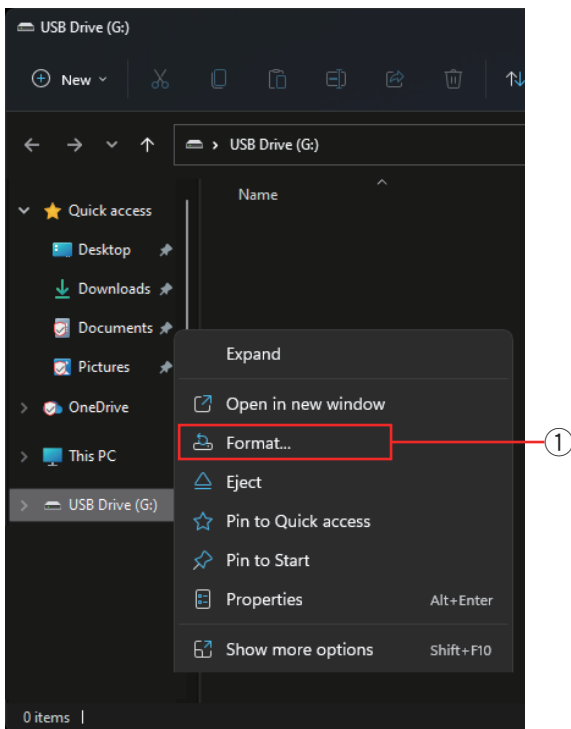 USB Drive (G:)
New
USB Drive (G:)
Name
Quick access
Desktop
Downloads
Documents
Pictures
OneDrive
This PC
USB Drive (G:)
Expand
Open in new window
Format...
①
Eject
Pin to Quick access
Pin to Start
Properties Alt+Enter
Show more options Shift+F10
0 items